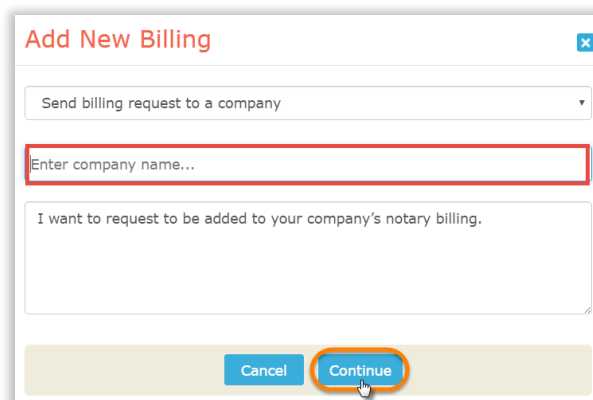 Add New Billing
Send billing request to a company
Enter company name...
I want to request to be added to your company’s notary billing.
Cancel
Continue